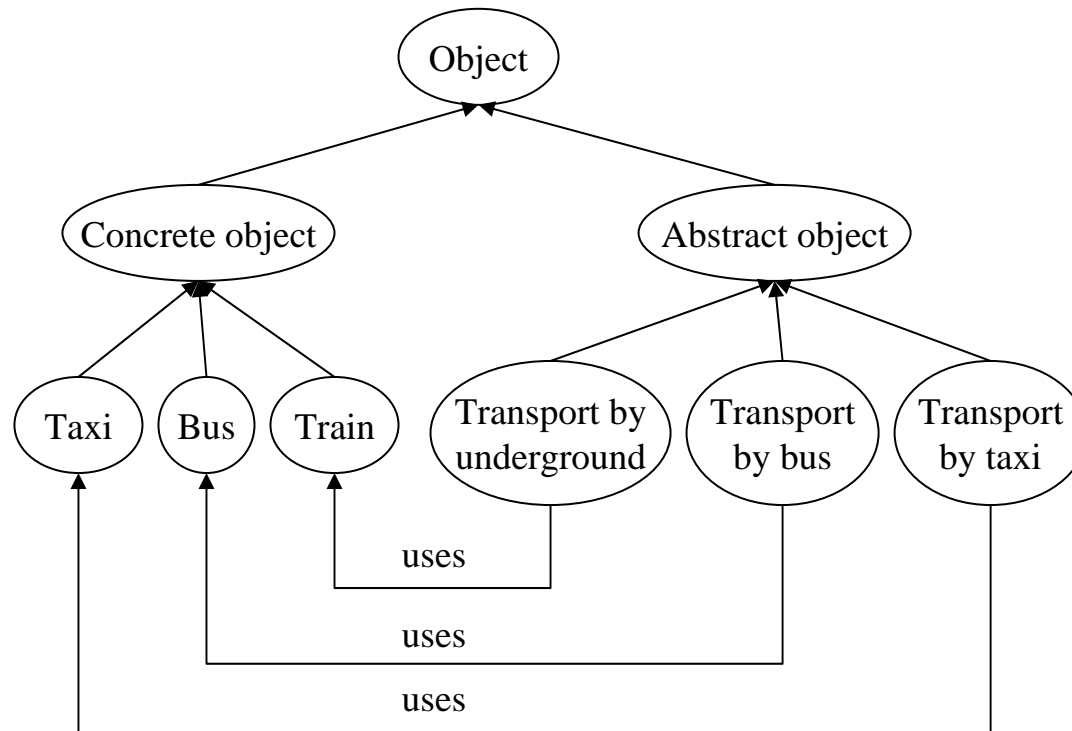 Object
Concrete object
Abstract object
Taxi
Bus
Train
Transport by
underground
Transport
by bus
Transport
by taxi
uses
uses
uses